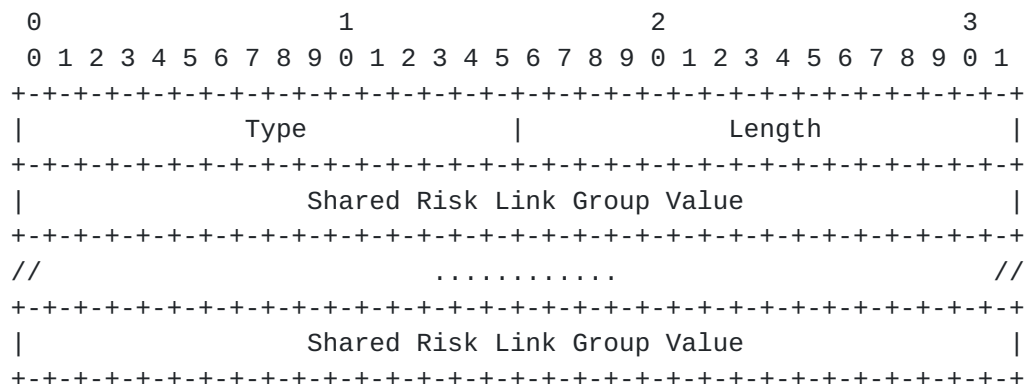 0                   1                   2                   3
 0 1 2 3 4 5 6 7 8 9 0 1 2 3 4 5 6 7 8 9 0 1 2 3 4 5 6 7 8 9 0 1
+-+-+-+-+-+-+-+-+-+-+-+-+-+-+-+-+-+-+-+-+-+-+-+-+-+-+-+-+-+-+-+-+
|              Type             |             Length            |
+-+-+-+-+-+-+-+-+-+-+-+-+-+-+-+-+-+-+-+-+-+-+-+-+-+-+-+-+-+-+-+-+
|                  Shared Risk Link Group Value                 |
+-+-+-+-+-+-+-+-+-+-+-+-+-+-+-+-+-+-+-+-+-+-+-+-+-+-+-+-+-+-+-+-+
//                         ............                        //
+-+-+-+-+-+-+-+-+-+-+-+-+-+-+-+-+-+-+-+-+-+-+-+-+-+-+-+-+-+-+-+-+
|                  Shared Risk Link Group Value                 |
+-+-+-+-+-+-+-+-+-+-+-+-+-+-+-+-+-+-+-+-+-+-+-+-+-+-+-+-+-+-+-+-+